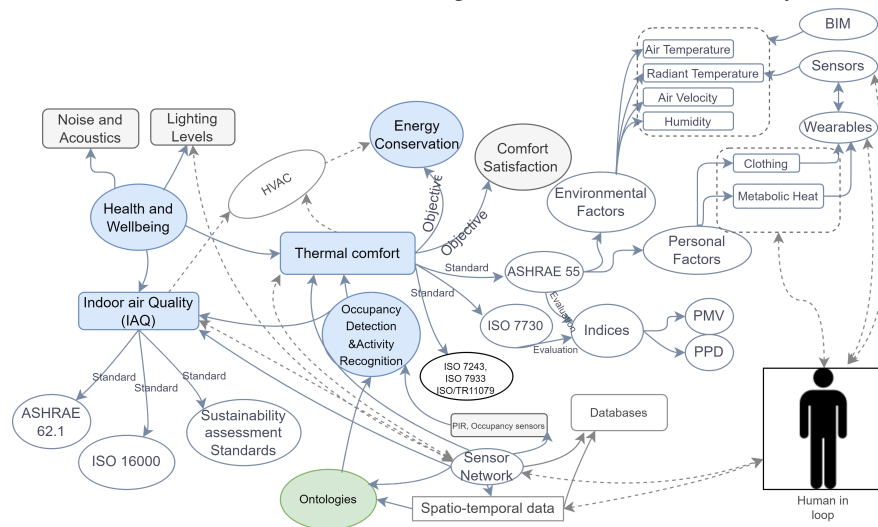 BIM
Air Temperature
Sensors
Radiant Temperature
Air Velocity
Humidity
Wearables
Noise and
Acoustics
Lighting
Levels
Energy
Conservation
Comfort
Satisfaction
HVAC
Clothing
Metabolic Heat
Environmental
Factors
Health and
Wellbeing
Objective
Objective
Personal
Factors
Thermal comfort
Standard
ASHRAE 55
Indoor air Quality
(IAQ)
Standard
Occupancy
Detection
&Activity
Recognition
Evaluation
ISO 7730
Indices
PMV
Evaluation
PPD
ISO 7243,
ISO 7933
ISO/TR11079
Standard
Standard
Standard
ASHRAE
62.1
Sustainability
assessment
Standards
ISO 16000
Databases
PIR, Occupancy sensors
Sensor
Network
Ontologies
Spatio-temporal data
Human in
loop